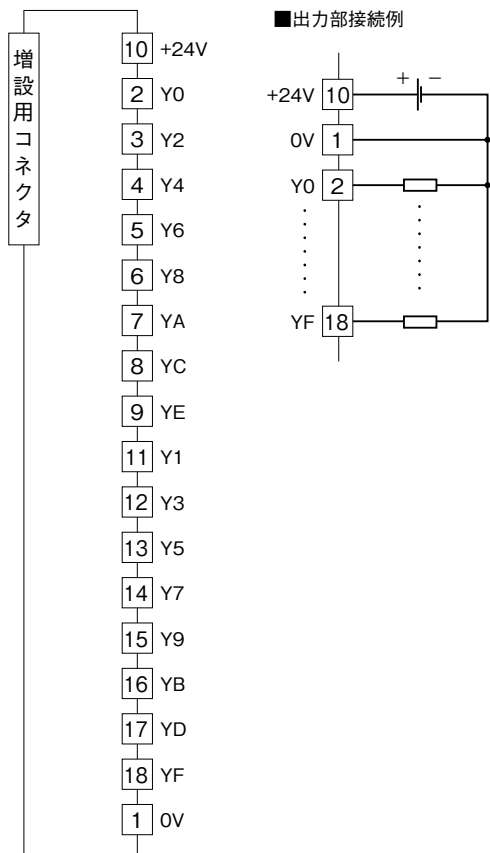 増設用コネクタ
10 +24V
2 Y0
3 Y2
4 Y4
5 Y6
6 Y8
7 YA
8 YC
9 YE
11 Y1
12 Y3
13 Y5
14 Y7
15 Y9
16 YB
17 YD
18 YF
1 0V
■出力部接続例
+ −
+24V 10
0V 1
Y0 2
YF 18